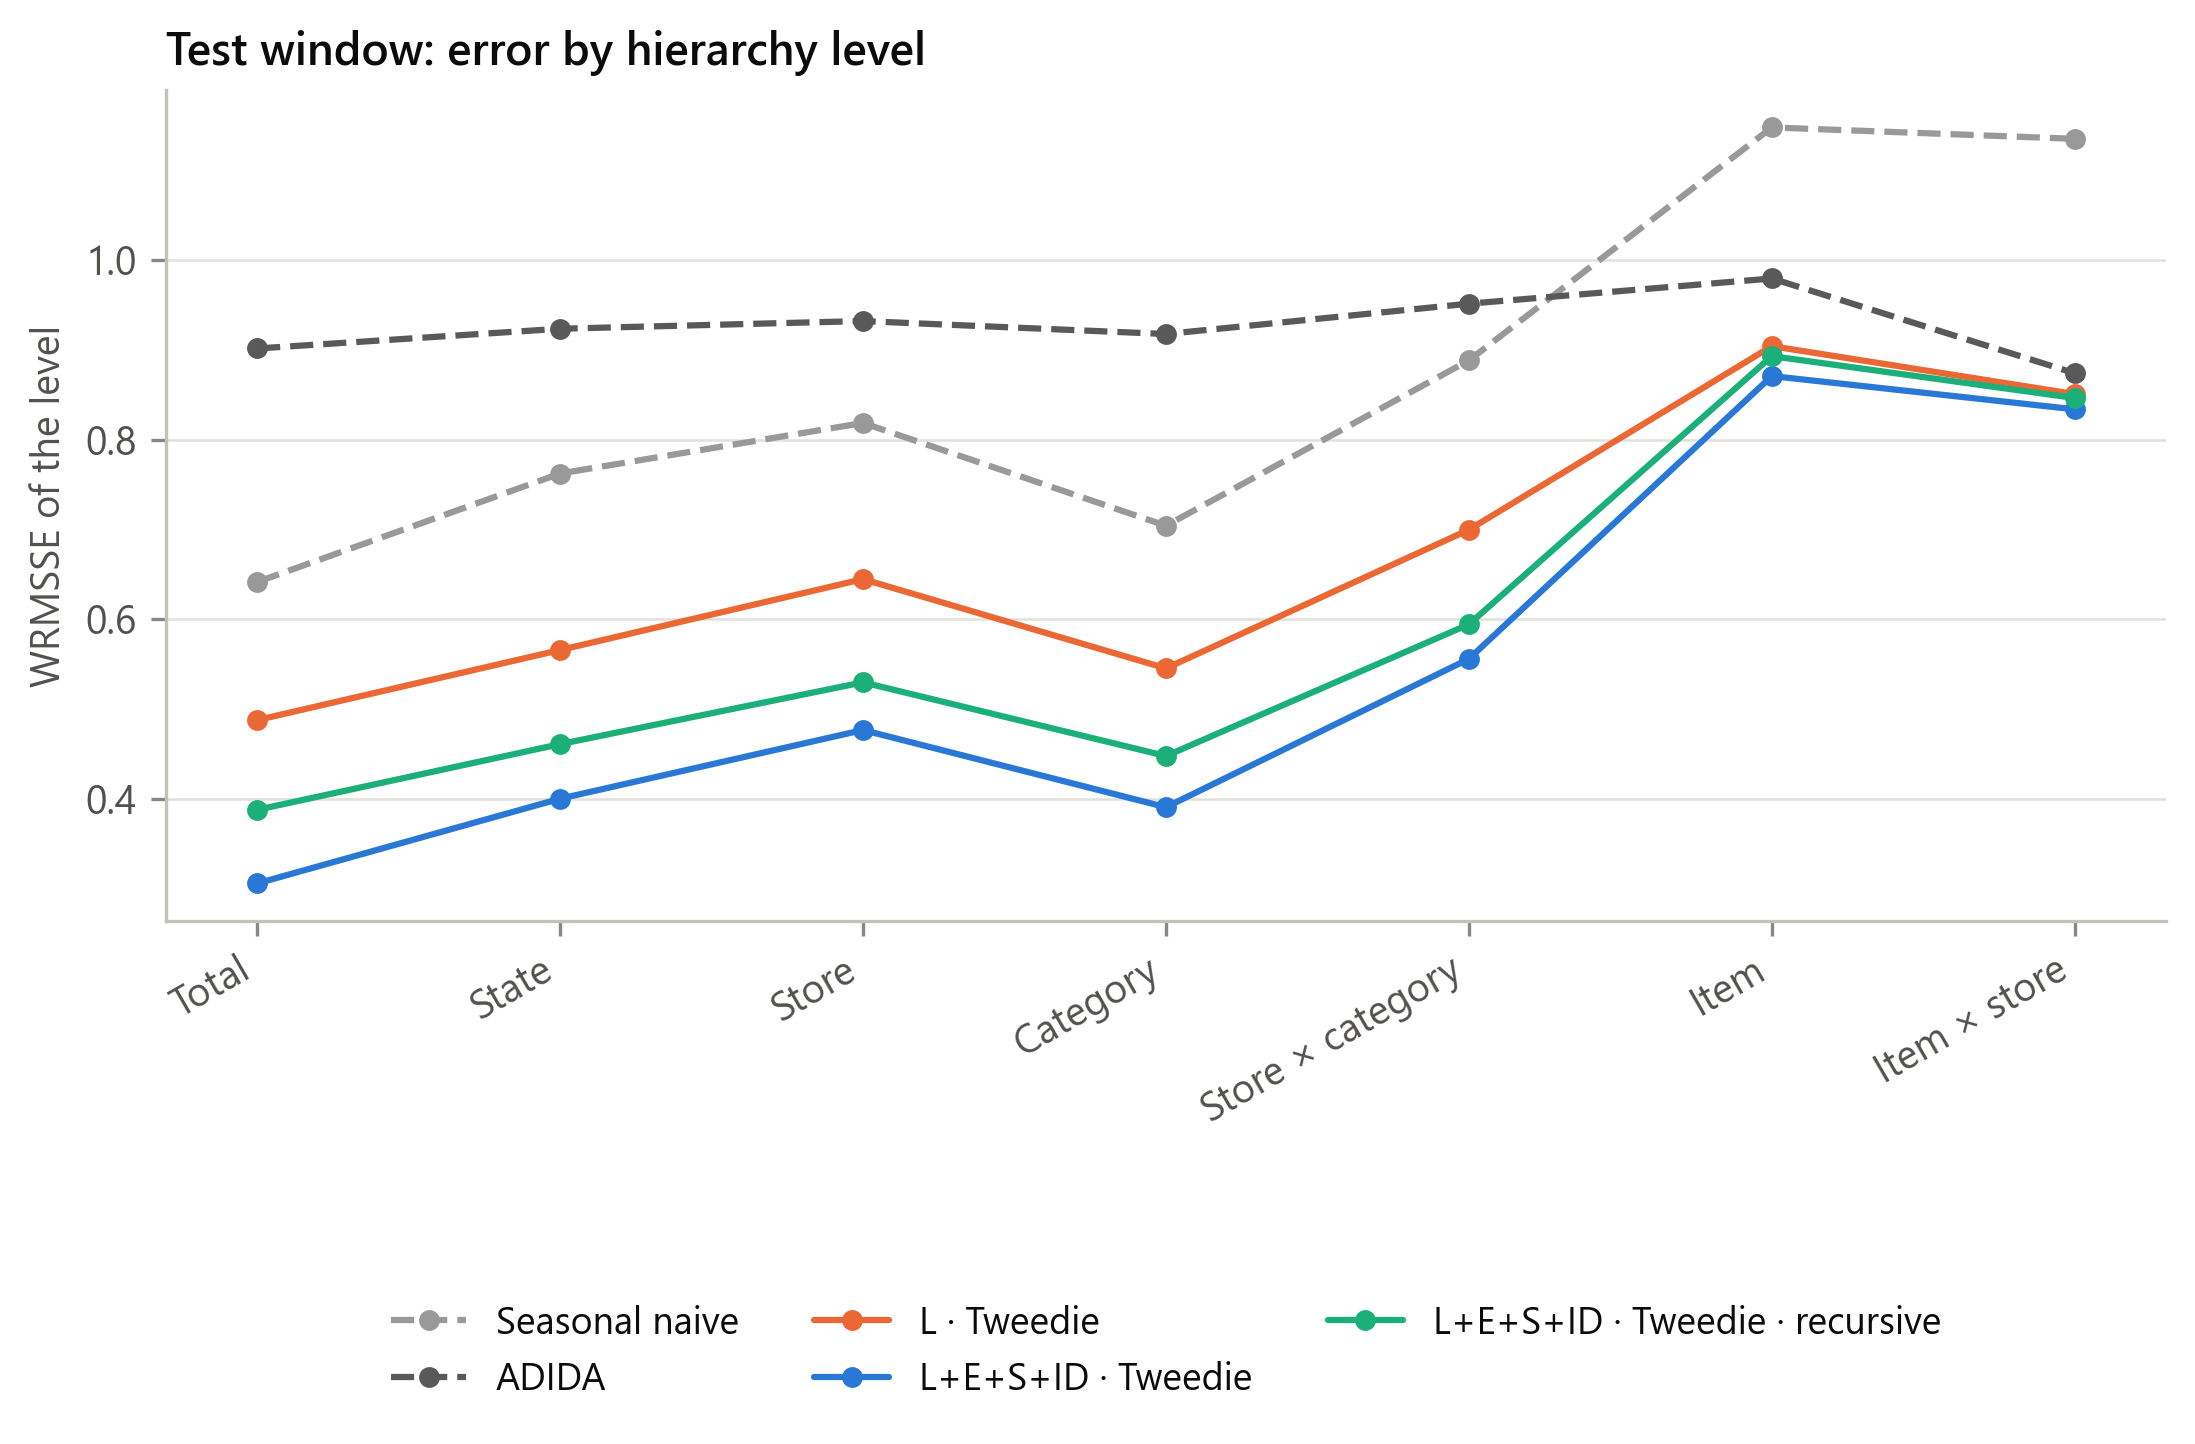 Test window: error by hierarchy level
WRMSSE of the level
1.0
0.8
0.6
0.4
Total
State
Store
Category
Store × category
Item
Item × store
Seasonal naive
L · Tweedie
L+E+S+ID · Tweedie · recursive
ADIDA
L+E+S+ID · Tweedie